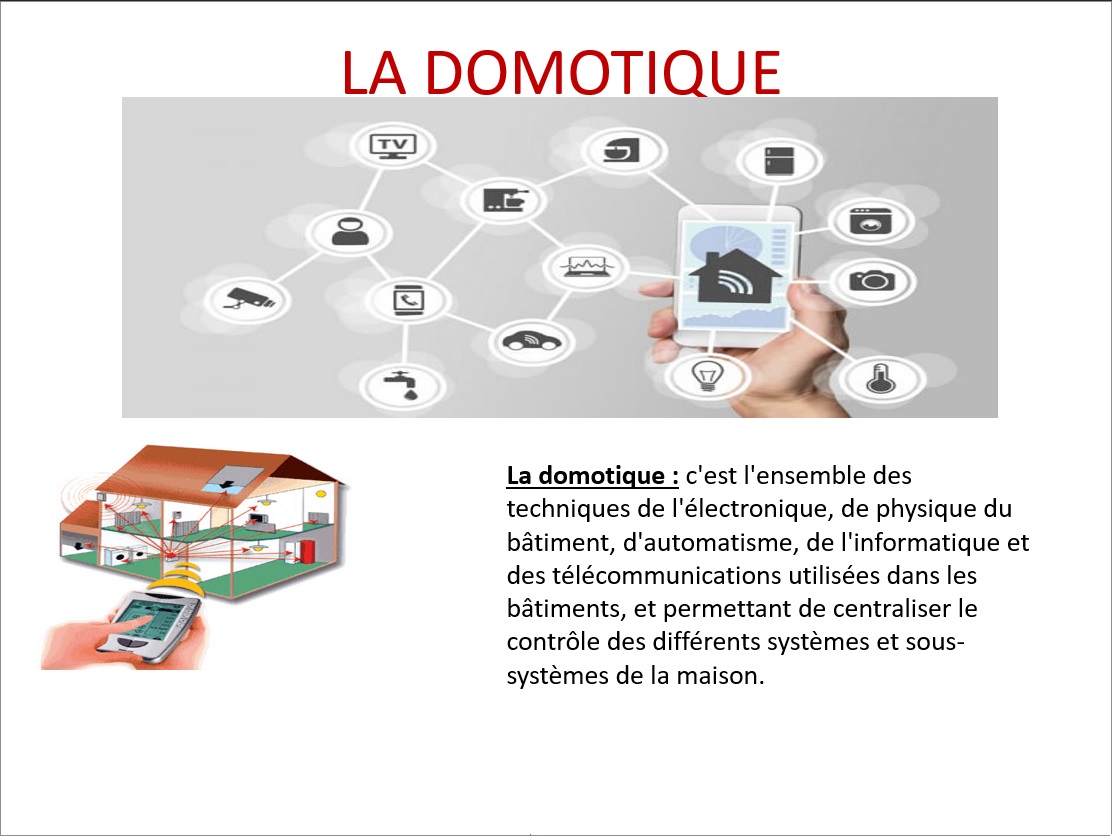 LA DOMOTIQUE
TV
La domotique : c'est l'ensemble des
techniques de l'électronique, de physique du
bâtiment, d'automatisme, de l'informatique et
des télécommunications utilisées dans les
bâtiments, et permettant de centraliser le
contrôle des différents systèmes et sous-
systèmes de la maison.